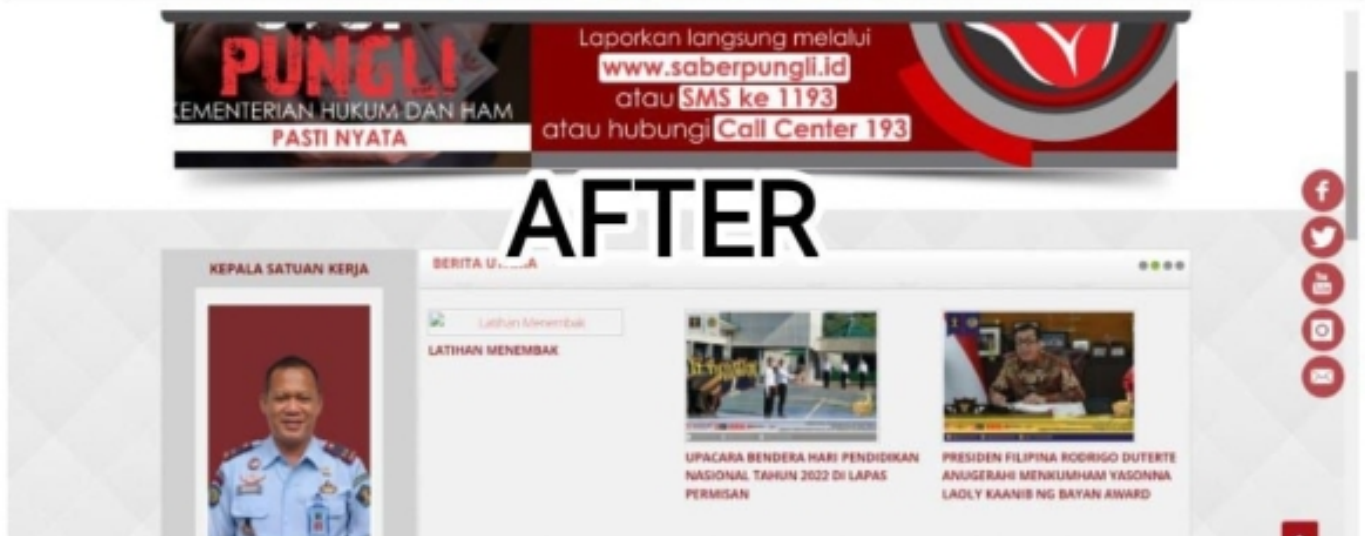 PUNGLI
KEMENTERIAN HUKUM DAN HAM
PASTI NYATA
Laporkan langsung melalui
www.saberpungli.id
atau SMS ke 1193
atau hubungi Call Center 193
AFTER
KEPALA SATUAN KERJA
BERITA
Latihan Menembak
LATIHAN MENEMBAK
UPACARA BENDERA HARI PENDIDIKAN
NASIONAL TAHUN 2022 DI LAPAS
PERMISAN
PRESIDEN FILIPINA RODRIGO DUTERTE
ANUGERAHI MENKUMHAM YASONNA
LAOLY KAANIB NG BAYAN AWARD